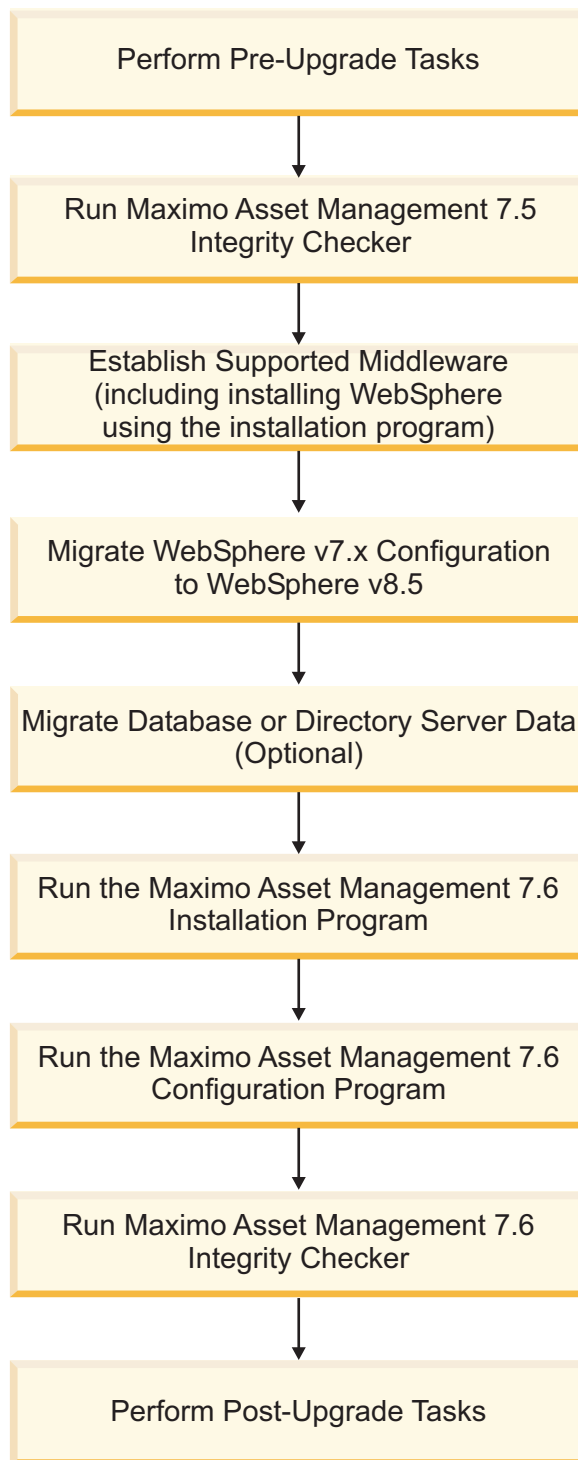 Perform Pre-Upgrade Tasks
Run Maximo Asset Management 7.5
Integrity Checker
Establish Supported Middleware
(including installing WebSphere
using the installation program)
Migrate WebSphere v7.x Configuration
to WebSphere v8.5
Migrate Database or Directory Server Data
(Optional)
Run the Maximo Asset Management 7.6
Installation Program
Run the Maximo Asset Management 7.6
Configuration Program
Run Maximo Asset Management 7.6
Integrity Checker
Perform Post-Upgrade Tasks